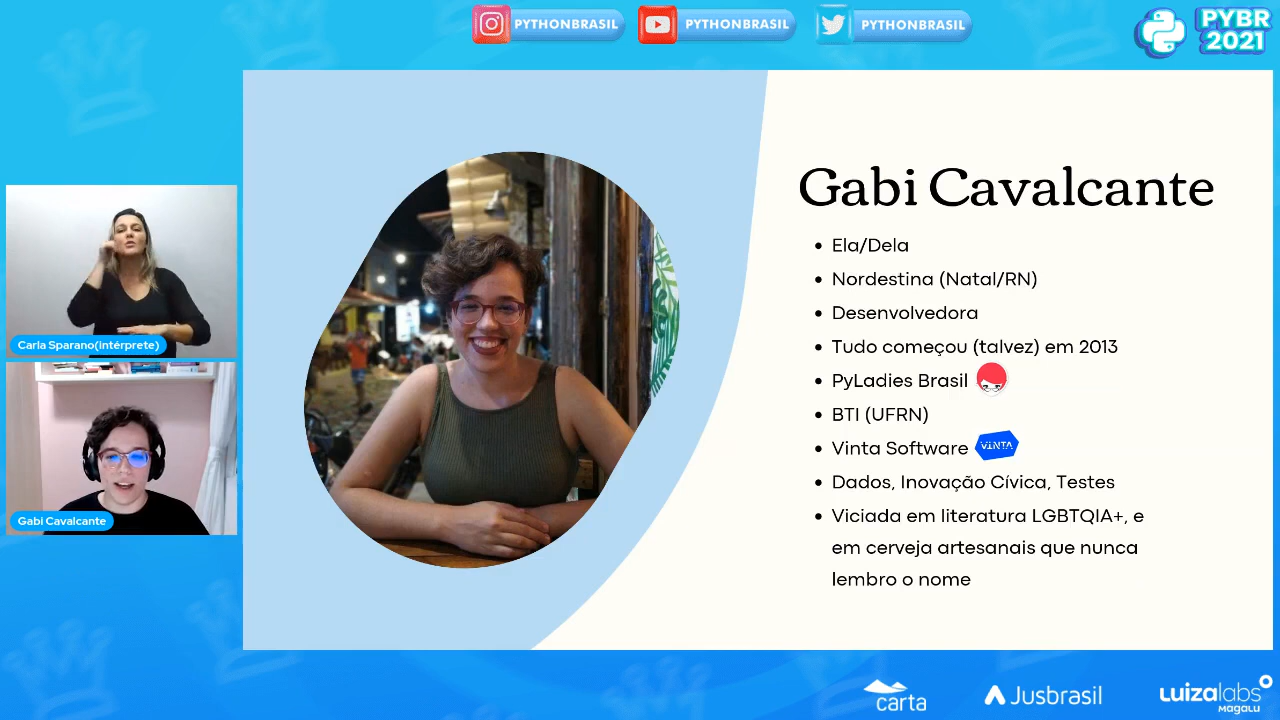 PYTHONBRASIL
PYTHONBRASIL
PYTHONBRASIL
PYBR
2021
Carla Sparano(intérprete)
Gabi Cavalcante
Gabi Cavalcante
Ela/Dela
Nordestina (Natal/RN)
Desenvolvedora
Tudo começou (talvez) em 2013
PyLadies Brasil
BTI (UFRN)
Vinta Software
VINTA
Dados, Inovação Cívica, Testes
Viciada em literatura LGBTQIA+, e
em cerveja artesanais que nunca
lembro o nome
carta
Jusbrasil
LUIZAlabs
MAGALU